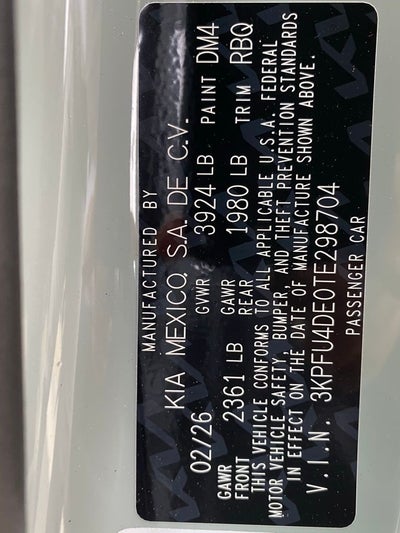 MANUFACTURED BY
KIA MEXICO, S.A. DE C.V.
02/26 GVWR 3924 LB PAINT DM4
GAWR FRONT 2361 LB GAWR REAR 1980 LB TRIM RBQ
THIS VEHICLE CONFORMS TO ALL APPLICABLE U.S.A. FEDERAL
MOTOR VEHICLE SAFETY, BUMPER, AND THEFT PREVENTION STANDARDS
IN EFFECT ON THE DATE OF MANUFACTURE SHOWN ABOVE.
V.I.N. 3KPFU4DE0TE298704
PASSENGER CAR